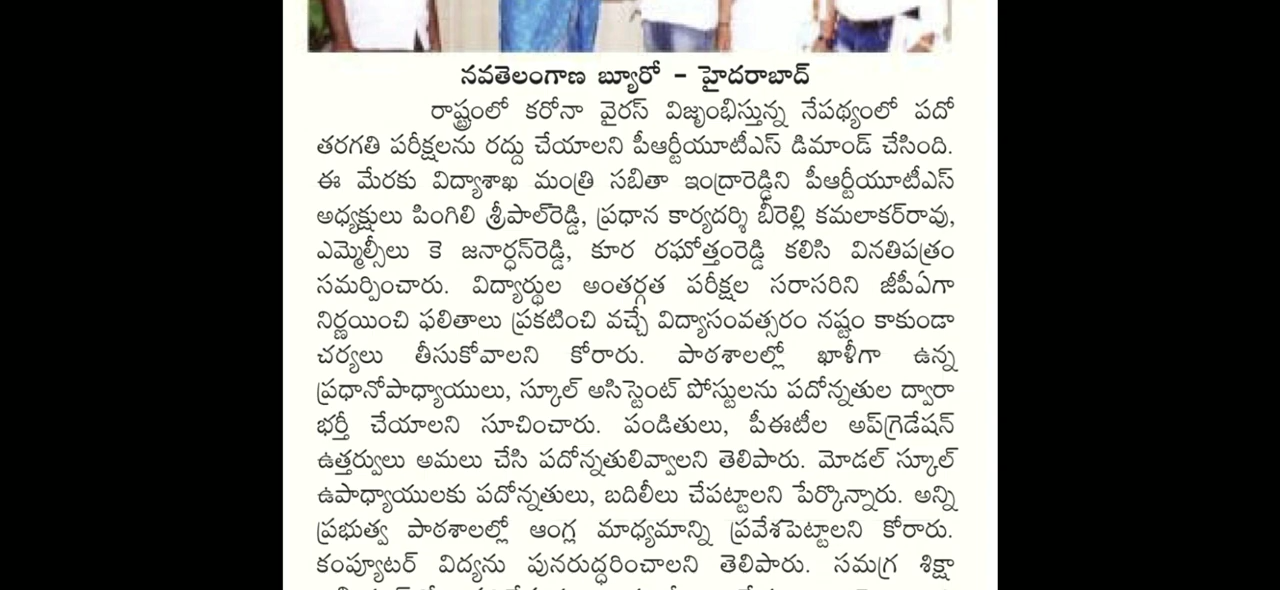 నవతెలంగాణ బ్యూరో - హైదరాబాద్
రాష్ట్రంలో కరోనా వైరస్ విజృంభిస్తున్న నేపథ్యంలో పదో
తరగతి పరీక్షలను రద్దు చేయాలని పీఆర్టీయూటీఎస్ డిమాండ్ చేసింది.
ఈ మేరకు విద్యాశాఖ మంత్రి సబితా ఇంద్రారెడ్డిని పీఆర్టీయూటీఎస్
అధ్యక్షులు పింగిలి శ్రీపాల్‌రెడ్డి, ప్రధాన కార్యదర్శి బీరెల్లి కమలాకర్‌రావు,
ఎమ్మెల్సీలు కె జనార్ధన్‌రెడ్డి, కూర రఘోత్తంరెడ్డి కలిసి వినతిపత్రం
సమర్పించారు. విద్యార్థుల అంతర్గత పరీక్షల సరాసరిని జీపీఏగా
నిర్ణయించి ఫలితాలు ప్రకటించి వచ్చే విద్యాసంవత్సరం నష్టం కాకుండా
చర్యలు తీసుకోవాలని కోరారు. పాఠశాలల్లో ఖాళీగా ఉన్న
ప్రధానోపాధ్యాయులు, స్కూల్ అసిస్టెంట్ పోస్టులను పదోన్నతుల ద్వారా
భర్తీ చేయాలని సూచించారు. పండితులు, పీఈటీల అప్‌గ్రెడేషన్
ఉత్తర్వులు అమలు చేసి పదోన్నతులివ్వాలని తెలిపారు. మోడల్ స్కూల్
ఉపాధ్యాయులకు పదోన్నతులు, బదిలీలు చేపట్టాలని పేర్కొన్నారు. అన్ని
ప్రభుత్వ పాఠశాలల్లో ఆంగ్ల మాధ్యమాన్ని ప్రవేశపెట్టాలని కోరారు.
కంప్యూటర్ విద్యను పునరుద్ధరించాలని తెలిపారు. సమగ్ర శిక్షా